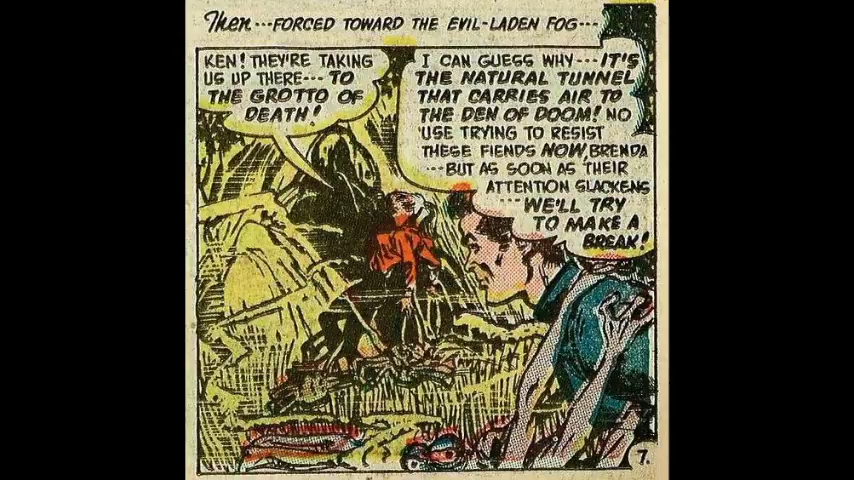 Then---FORCED TOWARD THE EVIL-LADEN FOG---
KEN! THEY'RE TAKING
US UP THERE---TO
THE GROTTO OF
DEATH!
I CAN GUESS WHY---IT'S
THE NATURAL TUNNEL
THAT CARRIES AIR TO
THE DEN OF DOOM! NO
USE TRYING TO RESIST
THESE FIENDS NOW, BRENDA
---BUT AS SOON AS THEIR
ATTENTION SLACKENS
---WE'LL TRY
TO MAKE A
BREAK!
7.